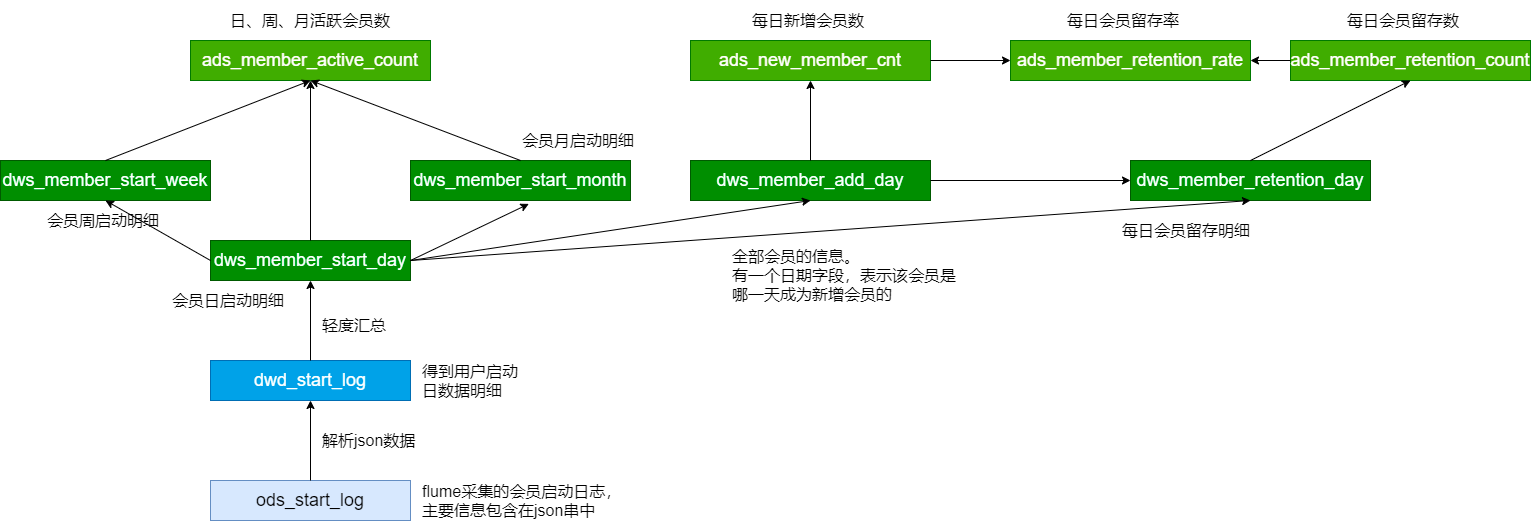 日、周、月活跃会员数
每日新增会员数
每日会员留存率
每日会员留存数
ads_member_active_count
ads_new_member_cnt
ads_member_retention_rate
ads_member_retention_count
会员月启动明细
dws_member_start_week
dws_member_start_month
dws_member_add_day
dws_member_retention_day
会员周启动明细
每日会员留存明细
dws_member_start_day
全部会员的信息。
有一个日期字段，表示该会员是
哪一天成为新增会员的
会员日启动明细
轻度汇总
dwd_start_log
得到用户启动
日数据明细
解析json数据
ods_start_log
flume采集的会员启动日志，
主要信息包含在json串中